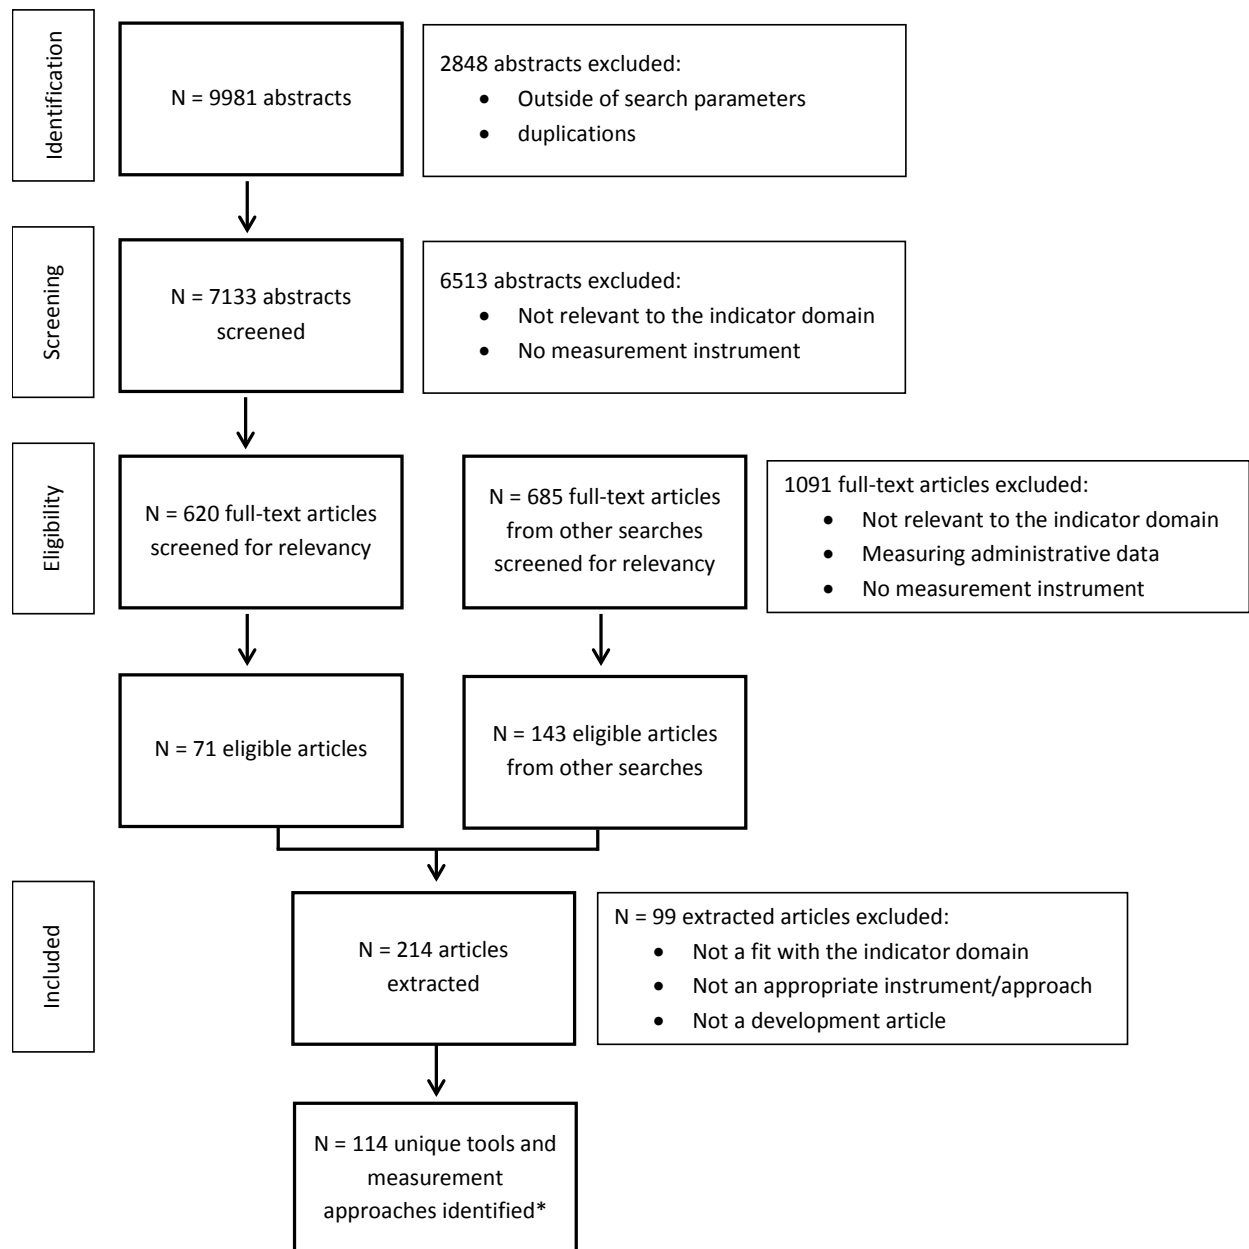 Identification
N = 9981 abstracts
2848 abstracts excluded:
• Outside of search parameters
• duplications
Screening
N = 7133 abstracts
screened
6513 abstracts excluded:
• Not relevant to the indicator domain
• No measurement instrument
Eligibility
N = 620 full-text articles
screened for relevancy
N = 685 full-text articles
from other searches
screened for relevancy
1091 full-text articles excluded:
• Not relevant to the indicator domain
• Measuring administrative data
• No measurement instrument
N = 71 eligible articles
N = 143 eligible articles
from other searches
Included
N = 214 articles
extracted
N = 99 extracted articles excluded:
• Not a fit with the indicator domain
• Not an appropriate instrument/approach
• Not a development article
N = 114 unique tools and
measurement
approaches identified*